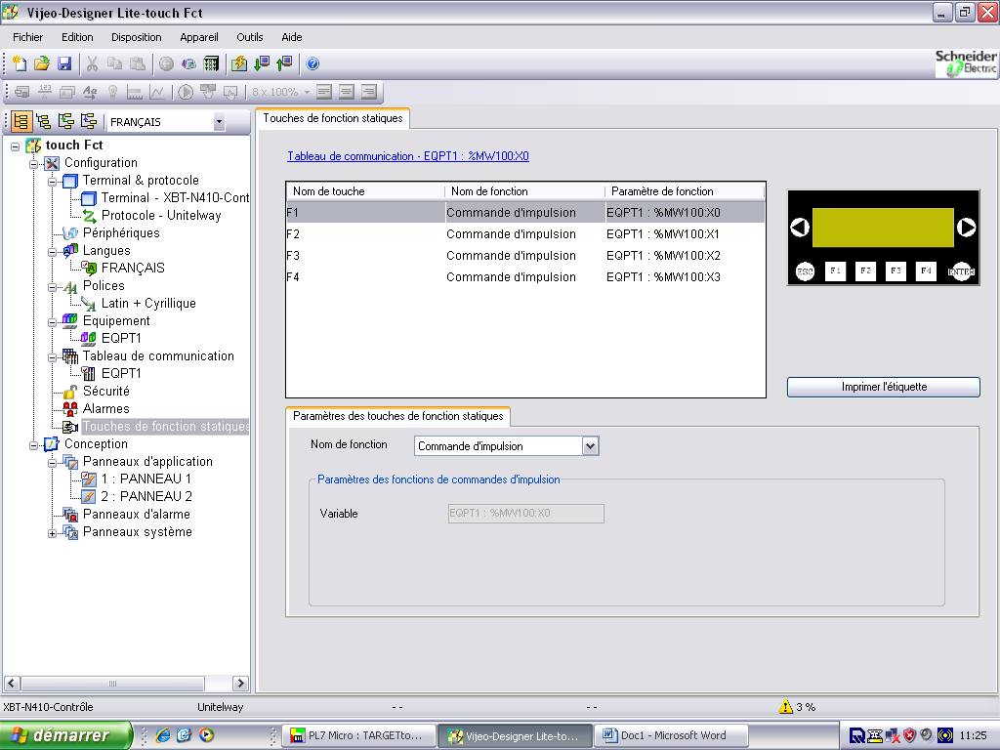 Vijeo-Designer Lite-touch Fct
Fichier Edition Disposition Appareil Outils Aide
Schneider Electric
8 x 100%
FRANÇAIS
Touches de fonction statiques
touch Fct
Configuration
Terminal & protocole
Terminal - XBT-N410-Cont
Protocole - Unitelway
Périphériques
Langues
FRANÇAIS
Polices
Latin + Cyrillique
Equipement
EQPT1
Tableau de communication
EQPT1
Sécurité
Alarmes
Touches de fonction statiques
Conception
Panneaux d'application
1 : PANNEAU 1
2 : PANNEAU 2
Panneaux d'alarme
Panneaux système
Tableau de communication - EQPT1 : %MW100:X0
Nom de touche Nom de fonction Paramètre de fonction
F1 Commande d'impulsion EQPT1 : %MW100:X0
F2 Commande d'impulsion EQPT1 : %MW100:X1
F3 Commande d'impulsion EQPT1 : %MW100:X2
F4 Commande d'impulsion EQPT1 : %MW100:X3
ESC F1 F2 F3 F4 ENTER
Imprimer l'étiquette
Paramètres des touches de fonction statiques
Nom de fonction Commande d'impulsion
Paramètres des fonctions de commandes d'impulsion
Variable EQPT1 : %MW100:X0
XBT-N410-Contrôle Unitelway -- -- 3 %
démarrer PL7 Micro : TARGETto... Vijeo-Designer Lite-to... Doc1 - Microsoft Word 11:25